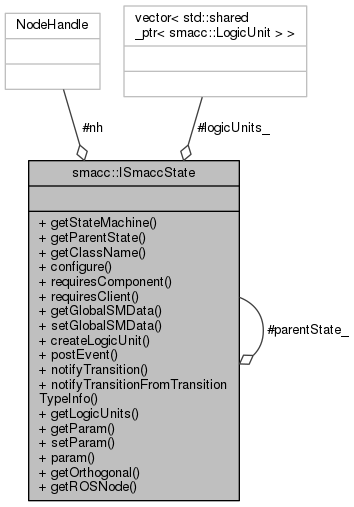 NodeHandle
vector< std::shared
_ptr< smacc::LogicUnit > >
#nh
#logicUnits_
smacc::ISmaccState
+ getStateMachine()
+ getParentState()
+ getClassName()
+ configure()
+ requiresComponent()
+ requiresClient()
+ getGlobalSMData()
+ setGlobalSMData()
+ createLogicUnit()
+ postEvent()
+ notifyTransition()
+ notifyTransitionFromTransition
TypeInfo()
+ getLogicUnits()
+ getParam()
+ setParam()
+ param()
+ getOrthogonal()
+ getROSNode()
#parentState_